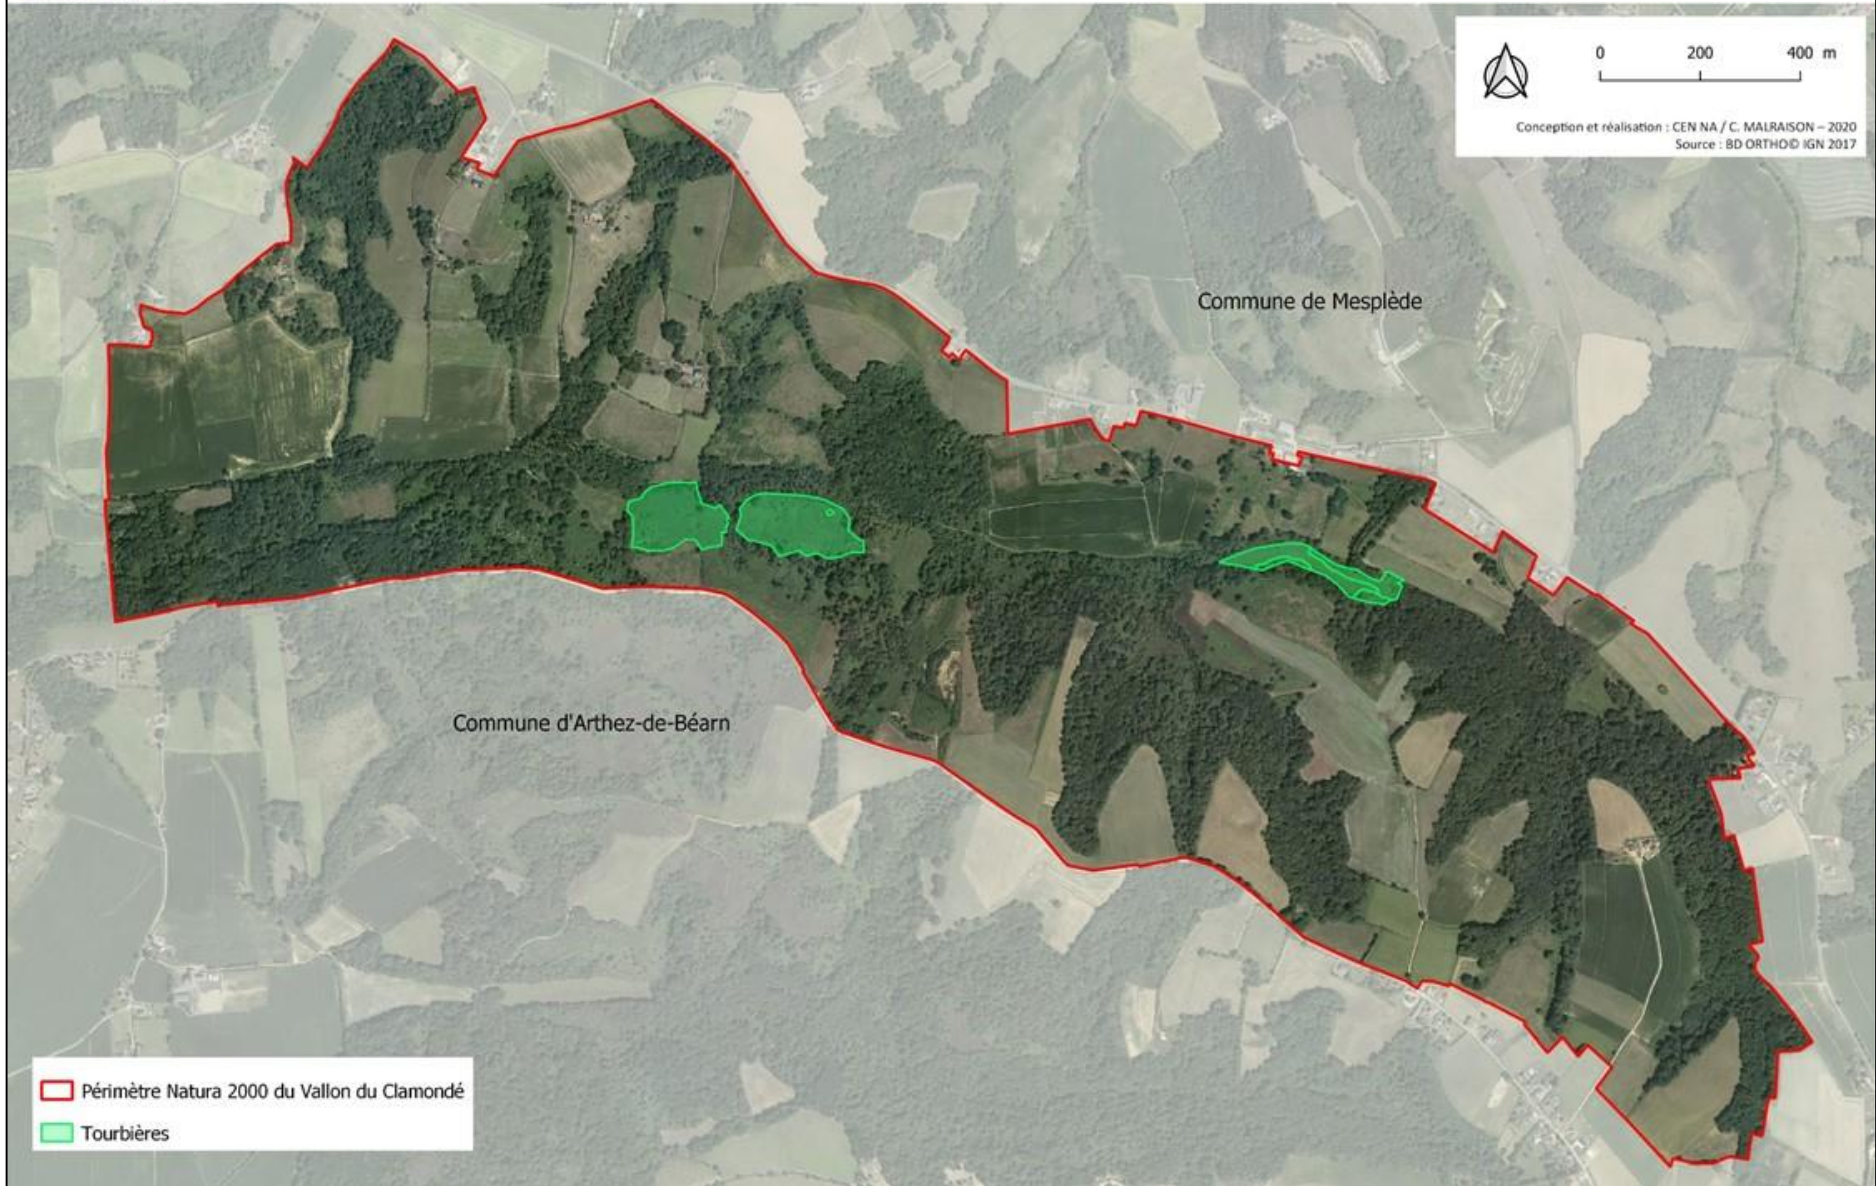 0 200 400 m
Conception et réalisation : CEN NA / C. MALRAISON – 2020
Source : BD ORTHO© IGN 2017
Commune de Mesplède
Commune d'Arthez-de-Béarn
Périmètre Natura 2000 du Vallon du Clamondé
Tourbières